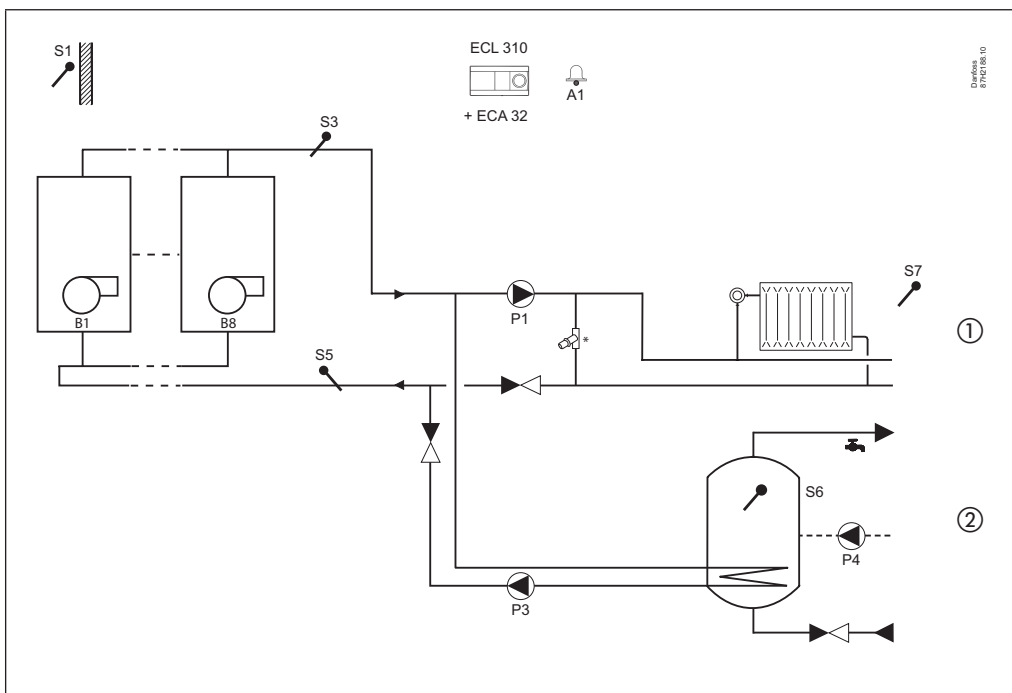 S1
ECL 310
A1
+ ECA 32
Danfoss
87H2188.10
S3
B1
B8
S5
P1
*
S7
①
S6
②
P4
P3